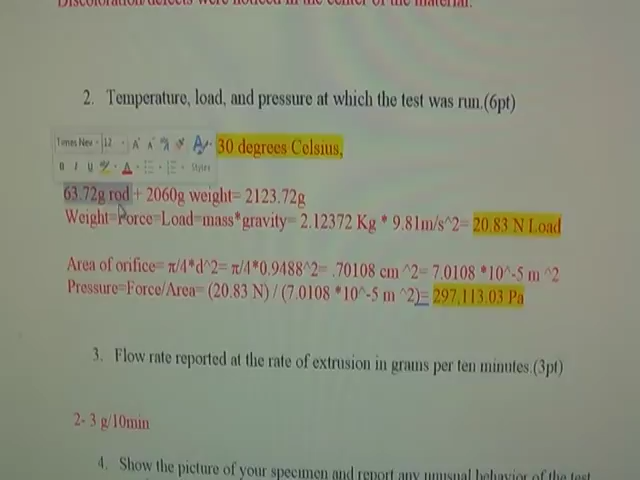 Discoloration/defects were noticed in the center of the material.
2. Temperature, load, and pressure at which the test was run.(6pt)
Times New 12 A A A
30 degrees Celsius,
B I U A Styles
63.72g rod + 2060g weight= 2123.72g
Weight=Force=Load=mass*gravity= 2.12372 Kg * 9.81m/s^2= 20.83 N Load
Area of orifice= π/4*d^2= π/4*0.9488^2= .70108 cm ^2= 7.0108 *10^-5 m ^2
Pressure=Force/Area= (20.83 N) / (7.0108 *10^-5 m ^2)= 297,113.03 Pa
3. Flow rate reported at the rate of extrusion in grams per ten minutes.(3pt)
2- 3 g/10min
4. Show the picture of your specimen and report any unusual behavior of the test